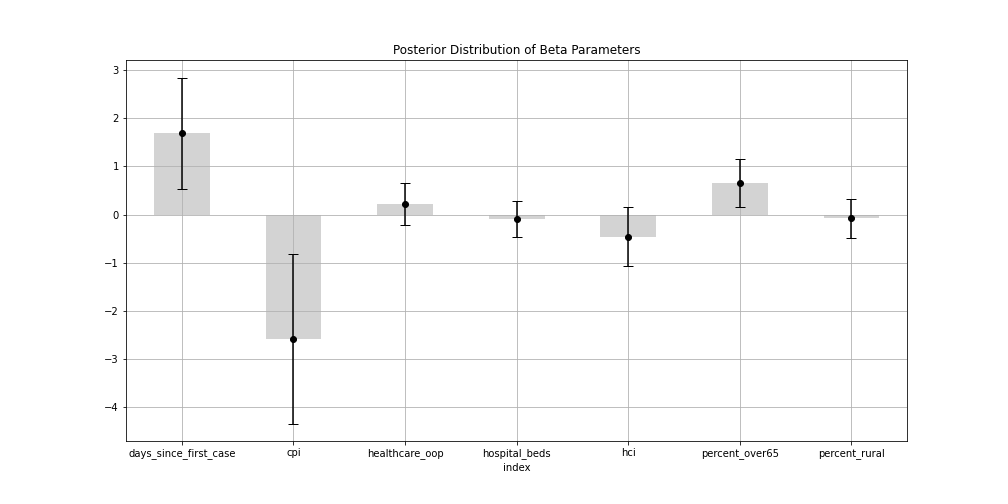 Posterior Distribution of Beta Parameters
3
2
1
0
−1
−2
−3
−4
days_since_first_case cpi healthcare_oop hospital_beds hci percent_over65 percent_rural
index